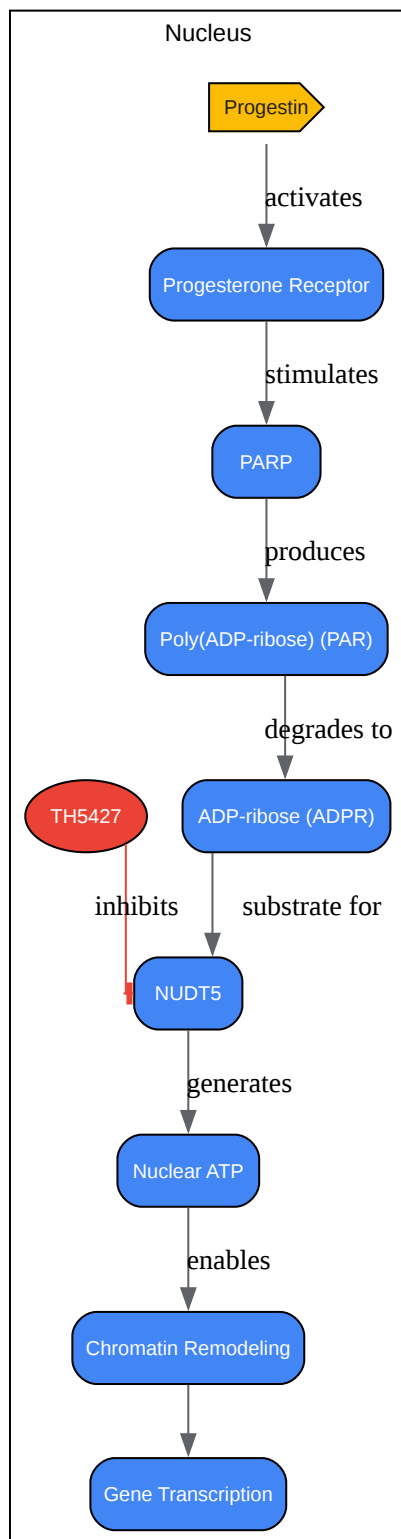 Nucleus
Progestin
activates
Progesterone Receptor
stimulates
PARP
produces
Poly(ADP-ribose) (PAR)
degrades to
TH5427
ADP-ribose (ADPR)
inhibits
substrate for
NUDT5
generates
Nuclear ATP
enables
Chromatin Remodeling
Gene Transcription